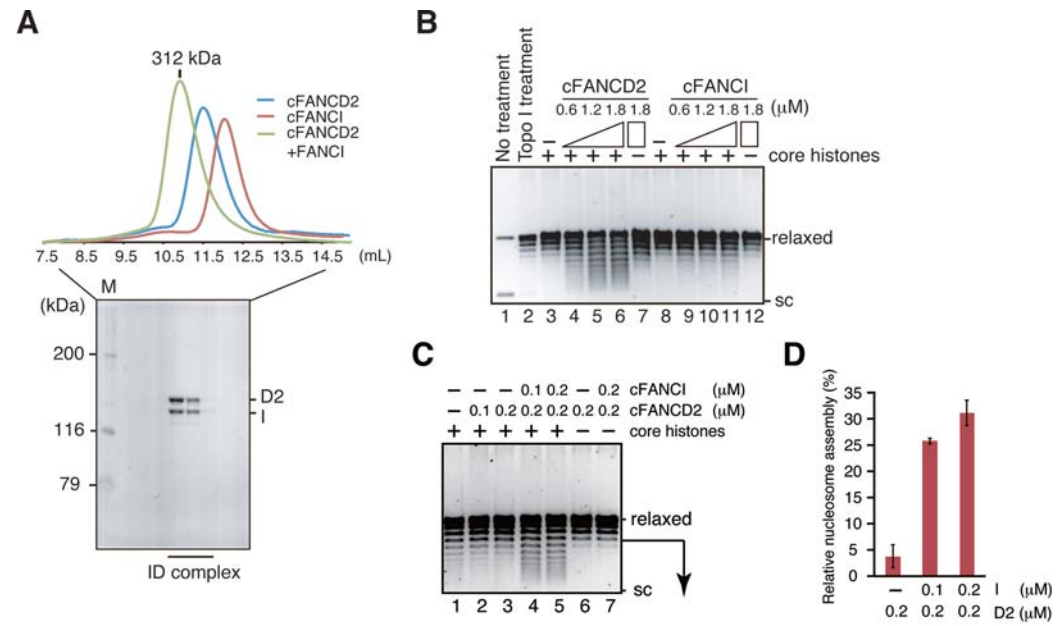 A
312 kDa
cFANCD2
cFANCI
cFANCD2
+FANCI
7.5 8.5 9.5 10.5 11.5 12.5 13.5 14.5 (mL)
M
(kDa)
200
116
79
D2
I
ID complex
B
No treatment
Topo I treatment
cFANCD2 cFANCI
0.6 1.2 1.8 1.8 0.6 1.2 1.8 1.8 (μM)
− −
+ + + + − + + + + − core histones
relaxed
sc
1 2 3 4 5 6 7 8 9 10 11 12
C
− − − 0.1 0.2 − 0.2 cFANCI (μM)
− 0.1 0.2 0.2 0.2 0.2 0.2 cFANCD2 (μM)
+ + + + + − − core histones
relaxed
sc
1 2 3 4 5 6 7
D
Relative nucleosome assembly (%)
35
30
25
20
15
10
5
0
− 0.1 0.2 I (μM)
0.2 0.2 0.2 D2 (μM)